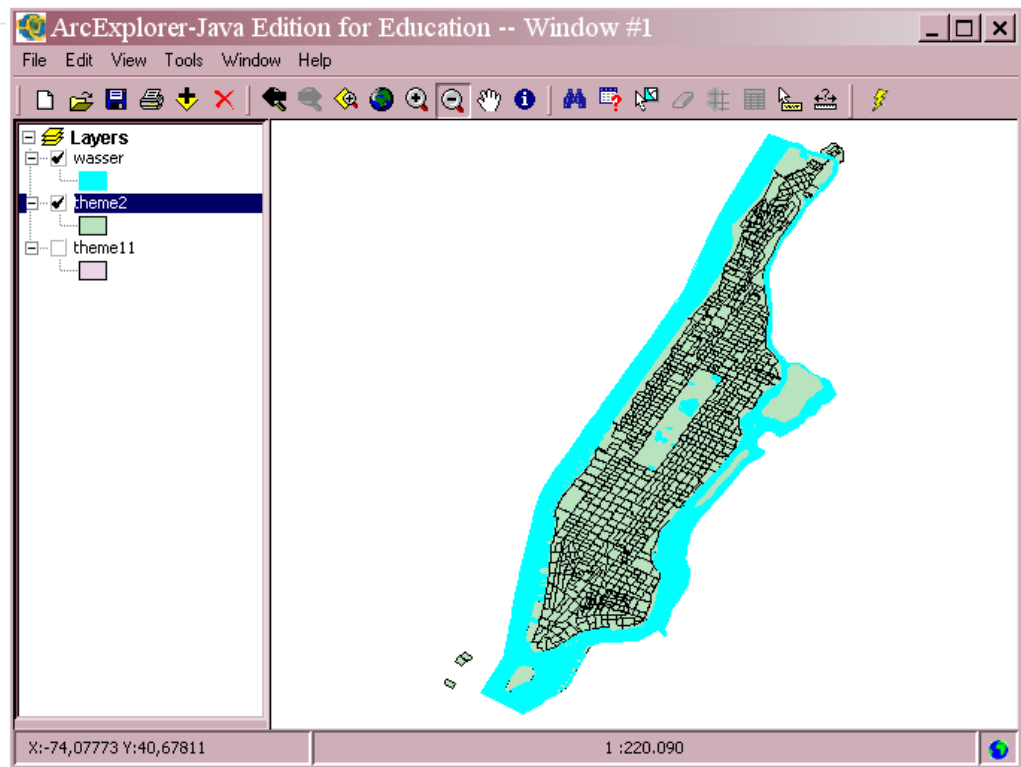 ArcExplorer-Java Edition for Education -- Window #1
File Edit View Tools Window Help
Layers
wasser
theme2
theme11
X:-74,07773 Y:40,67811
1 :220.090